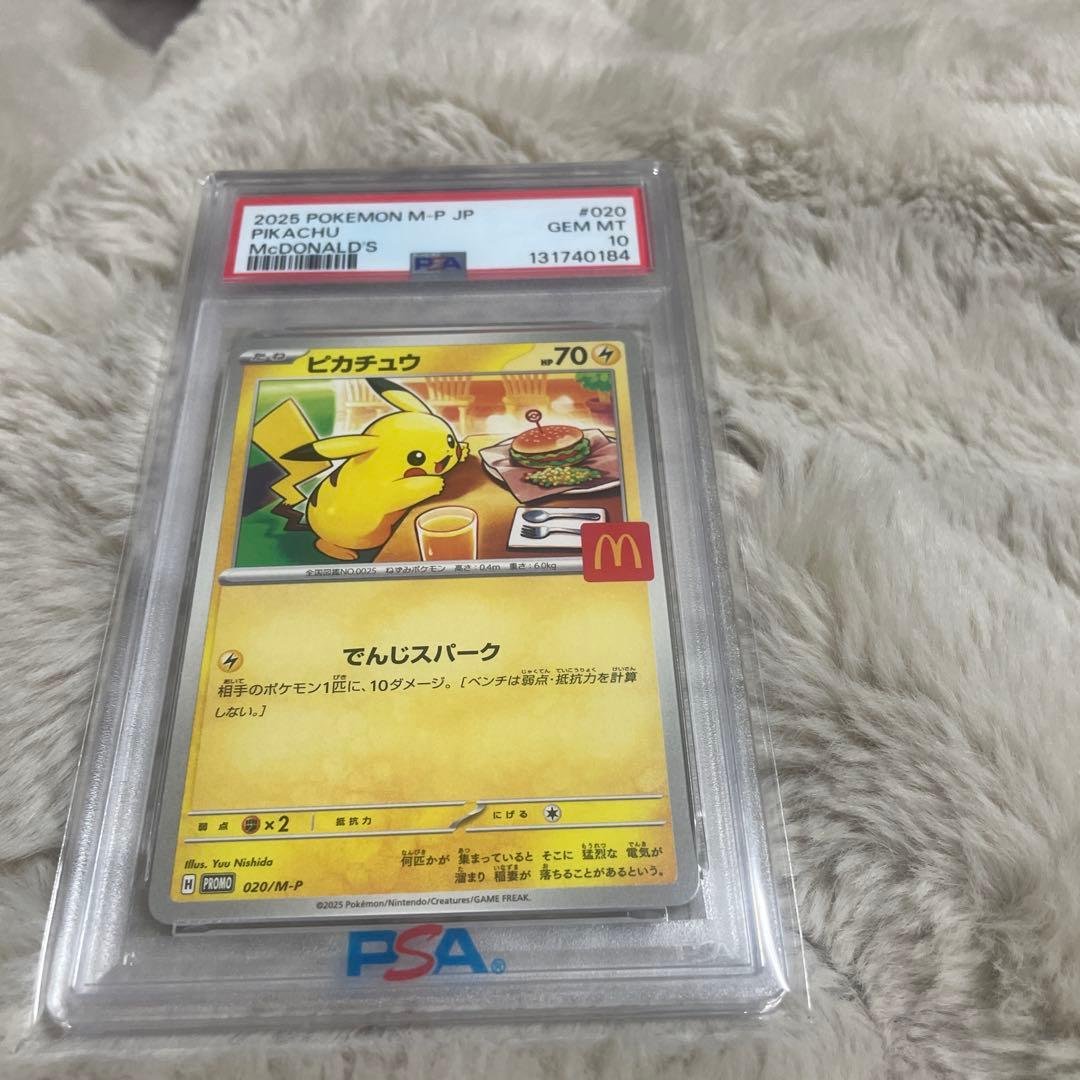 2025 POKEMON M-P JP #020
PIKACHU GEM MT
McDONALD'S 10
PSA 131740184
たね ピカチュウ HP70
M
全国図鑑NO.0025 ねずみポケモン 高さ:0.4m 重さ:6.0kg
でんじスパーク
相手のポケモン1匹に、10ダメージ。[ベンチは弱点・抵抗力を計算
しない。]
弱点 ×2 抵抗力 にげる
Illus. Yuu Nishida
何匹かが 集まっていると そこに 猛烈な 電気が
溜まり 稲妻が 落ちることがあるという。
H PROMO 020/M-P
©2025 Pokémon/Nintendo/Creatures/GAME FREAK.
PSA®